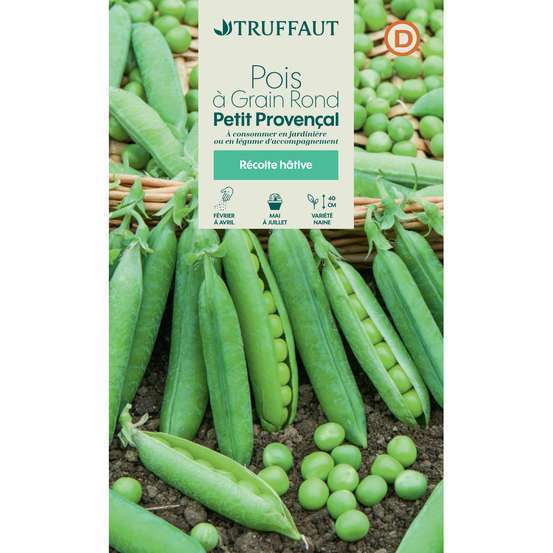 TRUFFAUT
D
Pois
à Grain Rond
Petit Provençal
À consommer en jardinière
ou en légume d'accompagnement
Récolte hâtive
40
CM
FÉVRIER
À AVRIL
MAI
À JUILLET
VARIÉTÉ
NAINE